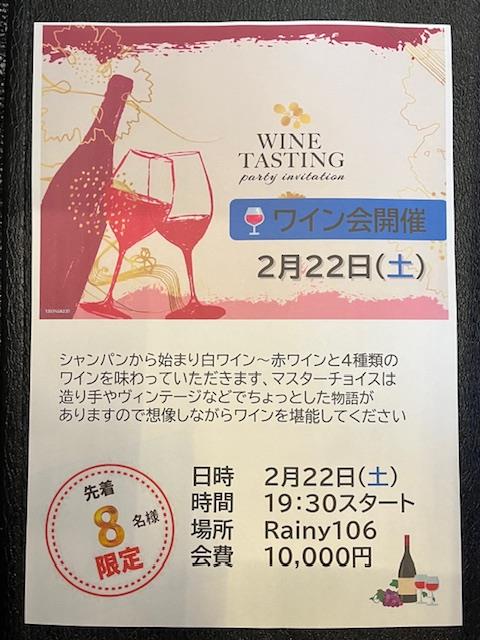 WINE
TASTING
party invitation
ワイン会開催
2月22日(土)
シャンパンから始まり白ワイン～赤ワインと4種類の
ワインを味わっていただきます、マスターチョイスは
造り手やヴィンテージなどでちょっとした物語が
ありますので想像しながらワインを堪能してください
先着
8名様
限定
日時 2月22日(土)
時間 19:30スタート
場所 Rainy106
会費 10,000円